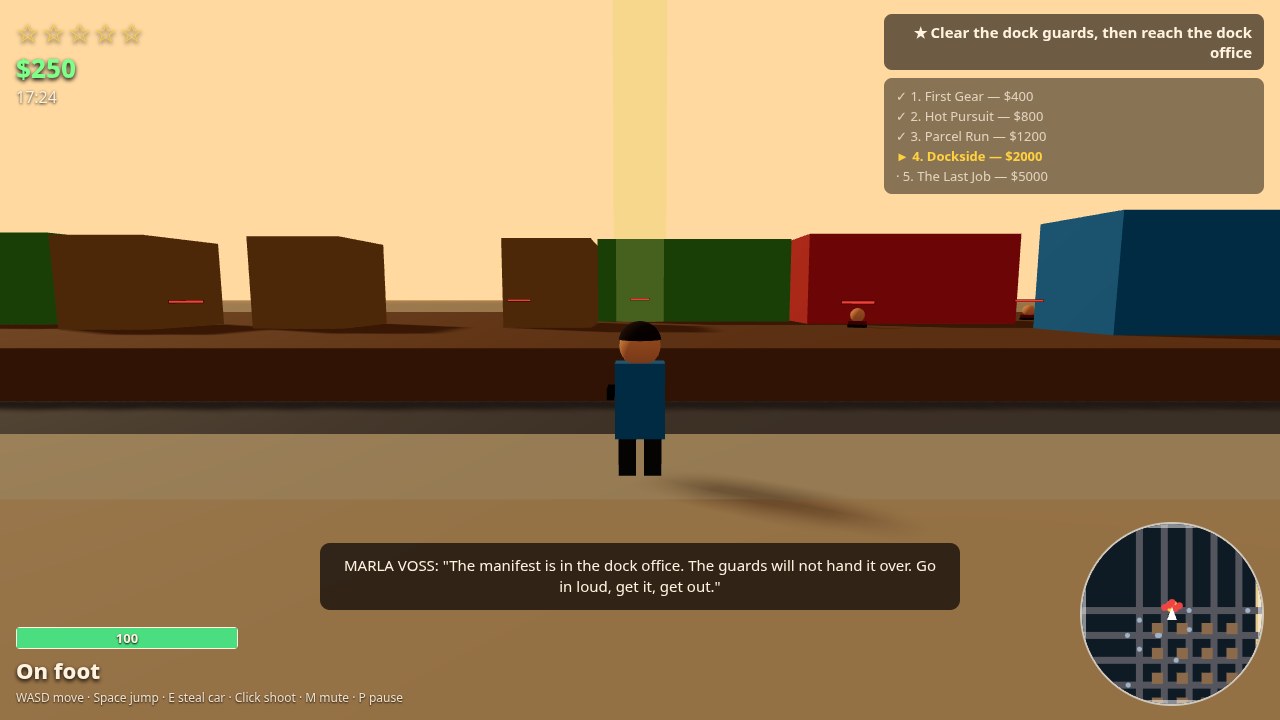 ☆☆☆☆☆
$250
17:24
★ Clear the dock guards, then reach the dock
office
✓ 1. First Gear — $400
✓ 2. Hot Pursuit — $800
✓ 3. Parcel Run — $1200
► 4. Dockside — $2000
· 5. The Last Job — $5000
MARLA VOSS: "The manifest is in the dock office. The guards will not hand it over. Go
in loud, get it, get out."
100
On foot
WASD move · Space jump · E steal car · Click shoot · M mute · P pause